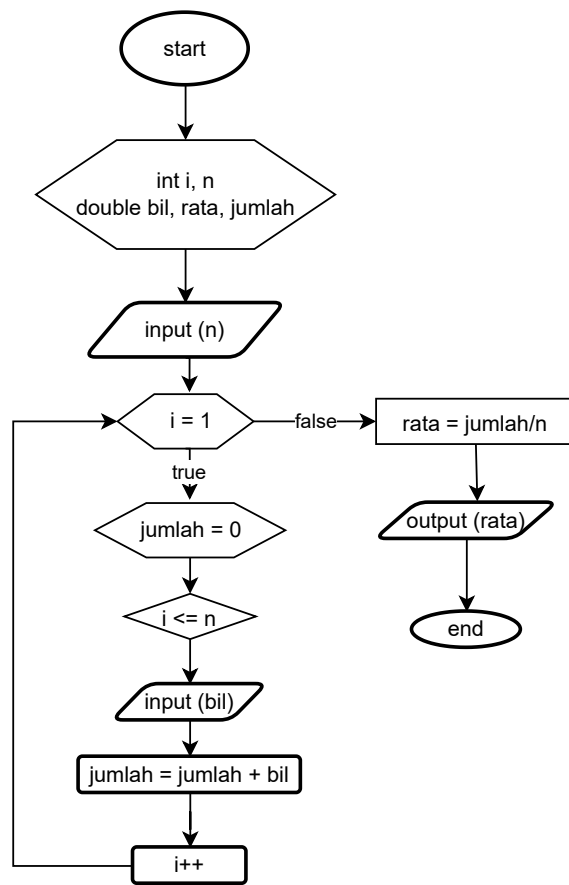 start
int i, n
double bil, rata, jumlah
input (n)
i = 1
false
rata = jumlah/n
true
output (rata)
jumlah = 0
i <= n
end
input (bil)
jumlah = jumlah + bil
i++